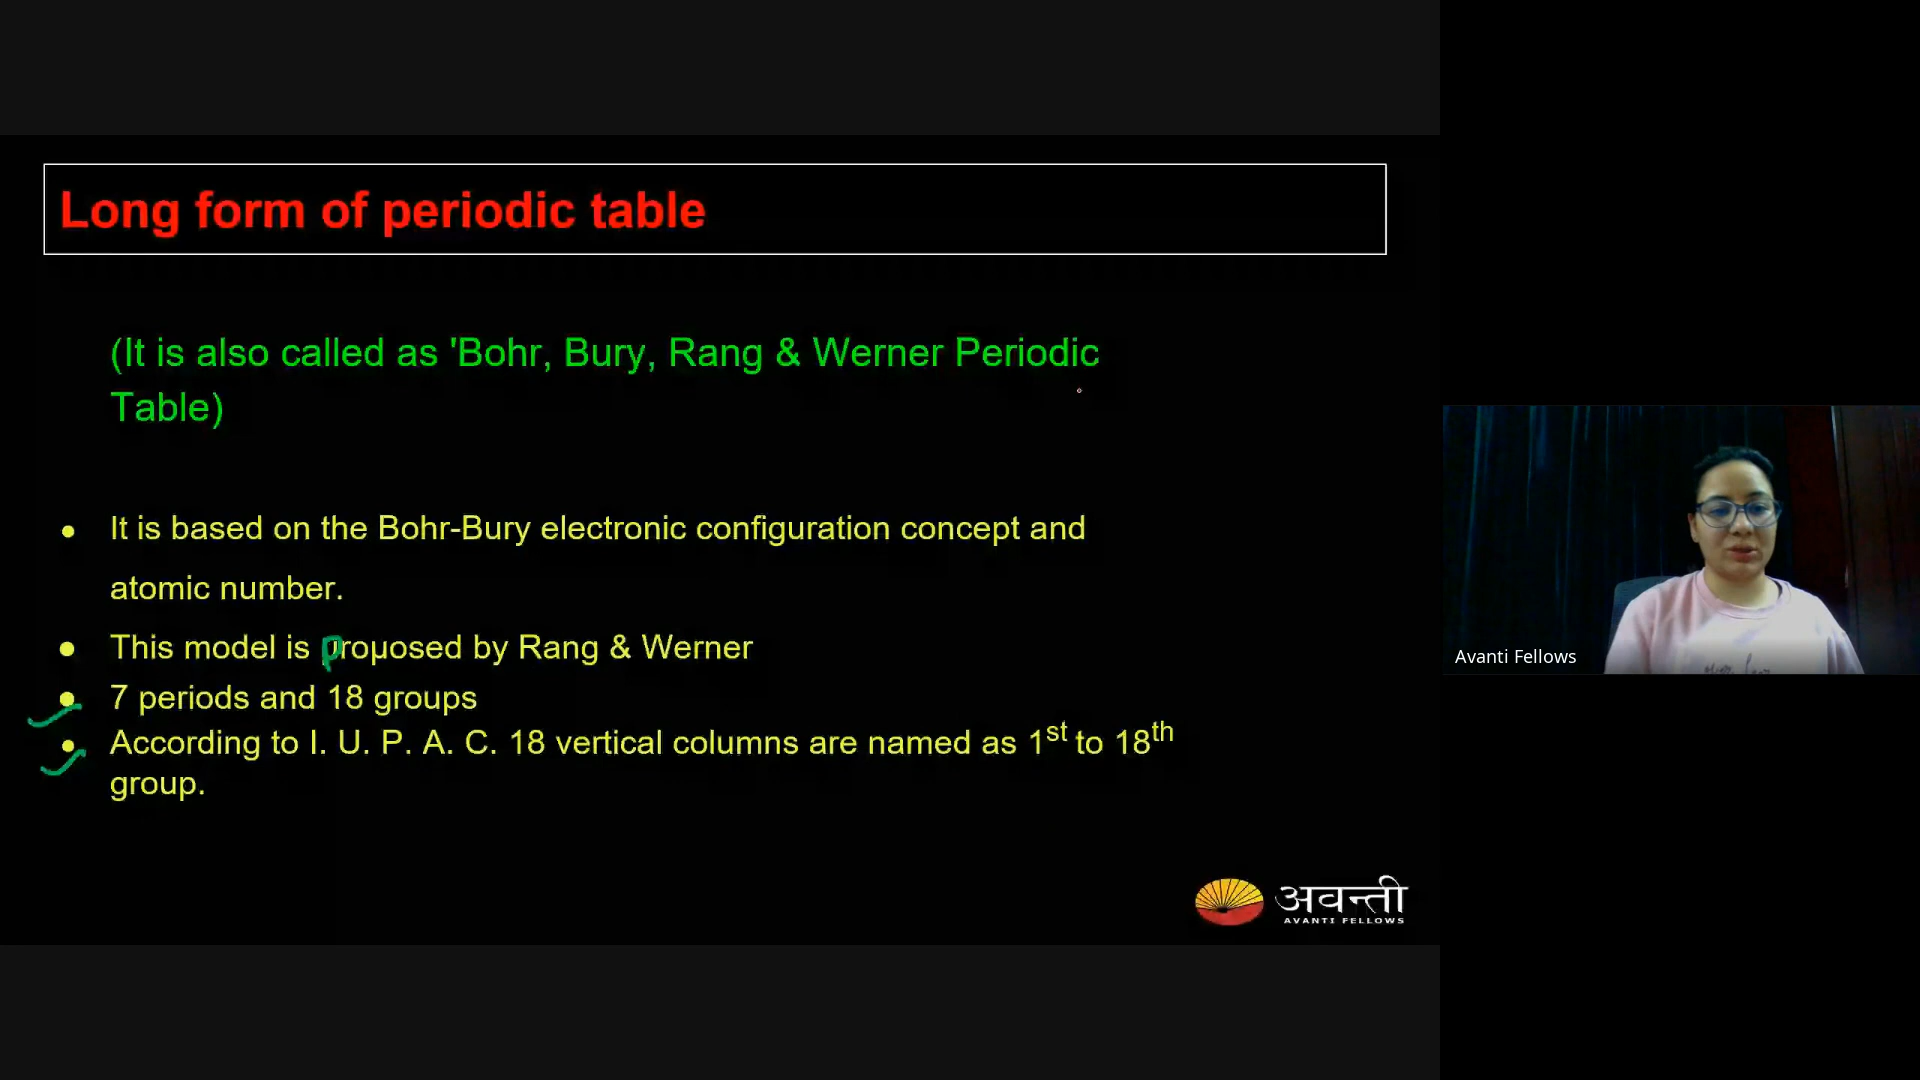 Long form of periodic table
(It is also called as 'Bohr, Bury, Rang & Werner Periodic
Table)
• It is based on the Bohr-Bury electronic configuration concept and
atomic number.
• This model is proµosed by Rang & Werner
• 7 periods and 18 groups
• According to I. U. P. A. C. 18 vertical columns are named as 1st to 18th
group.
Avanti Fellows
अवन्ती
AVANTI FELLOWS